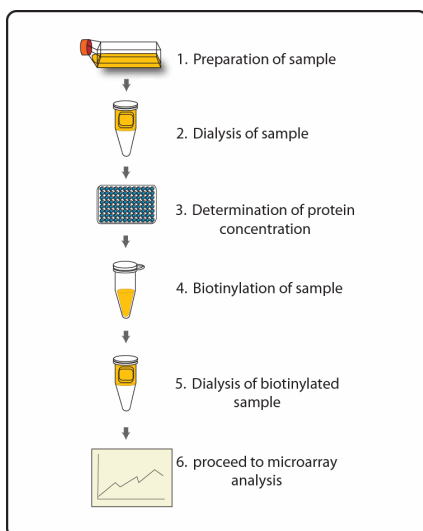 1. Preparation of sample
2. Dialysis of sample
3. Determination of protein
concentration
4. Biotinylation of sample
5. Dialysis of biotinylated
sample
6. proceed to microarray
analysis